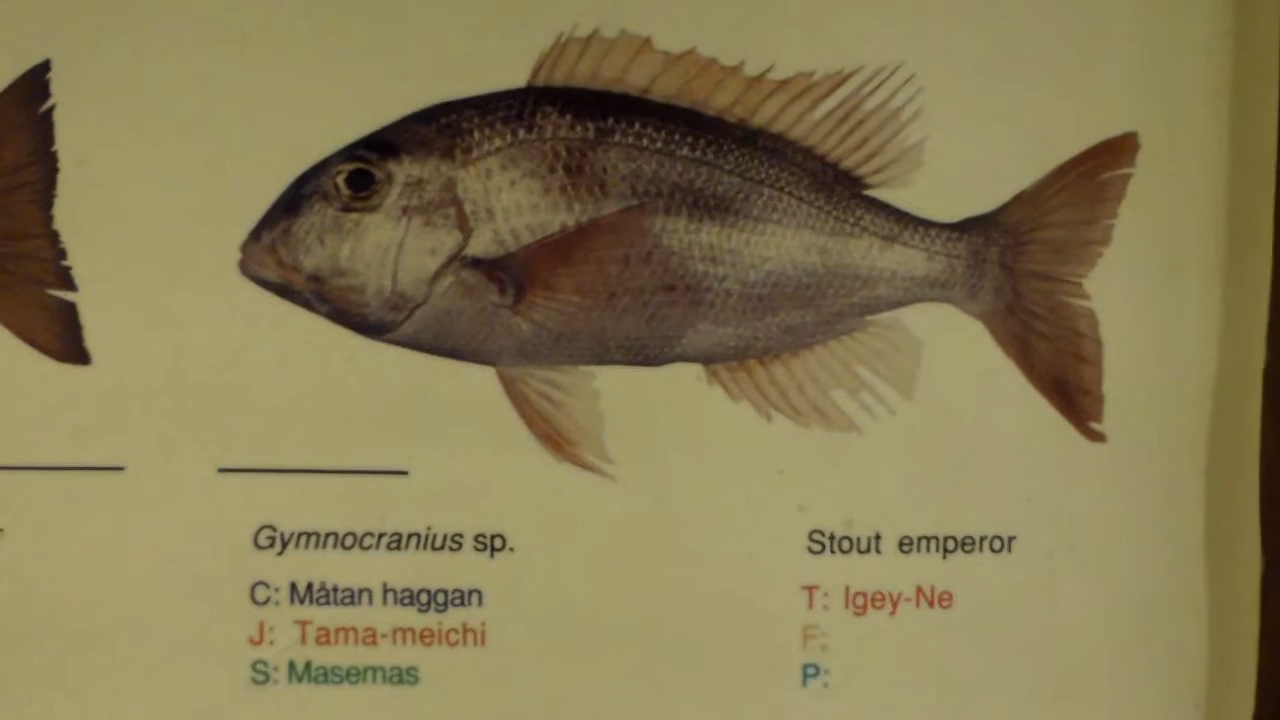 Gymnocranius sp.
Stout emperor
C: Måtan haggan
T: Igey-Ne
J: Tama-meichi
F:
S: Masemas
P: